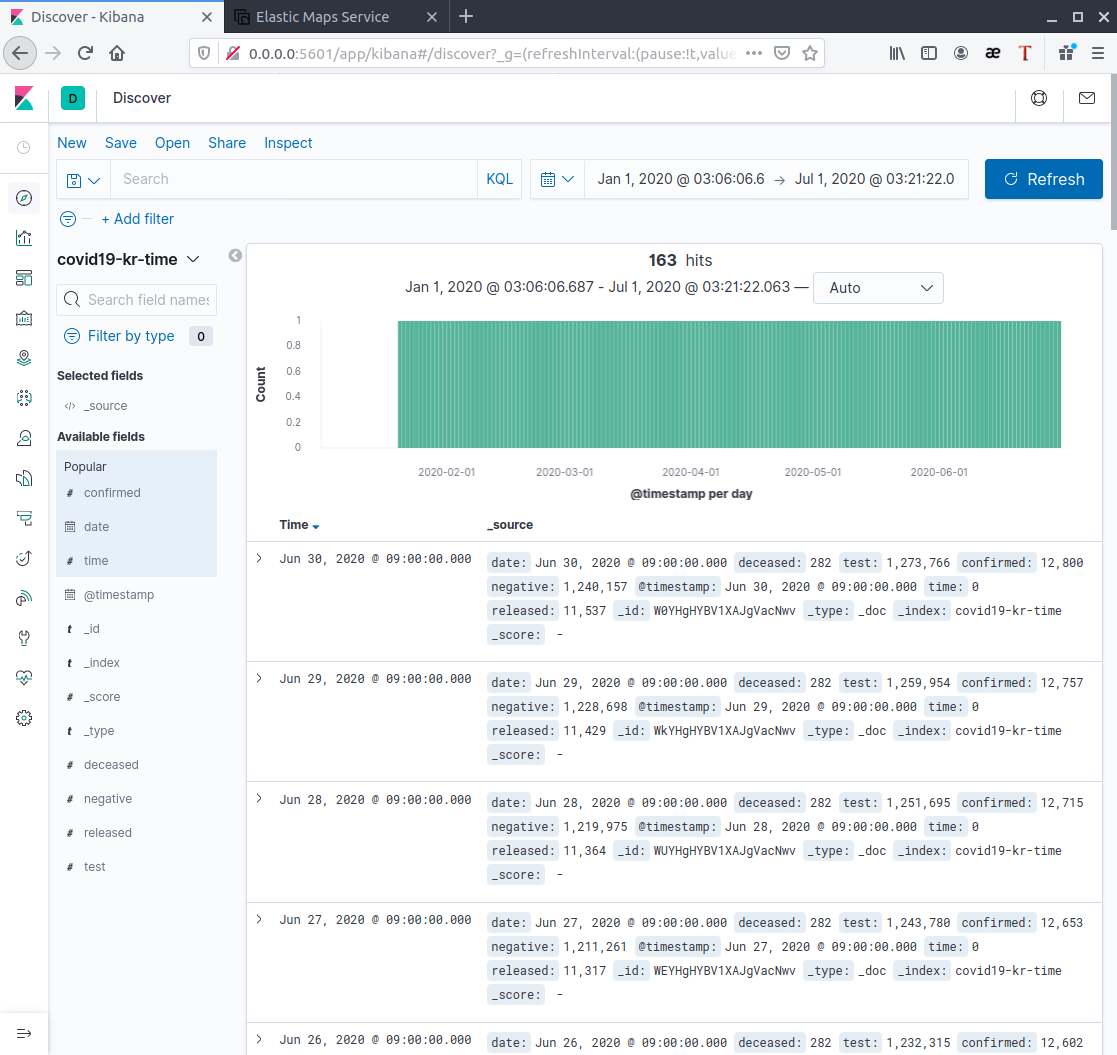 Discover - Kibana
Elastic Maps Service
0.0.0.0:5601/app/kibana#/discover?_g=(refreshInterval:(pause:!t,value
D Discover
New Save Open Share Inspect
Search KQL Jan 1, 2020 @ 03:06:06.6 → Jul 1, 2020 @ 03:21:22.0 Refresh
+ Add filter
covid19-kr-time
Search field names
Filter by type 0
Selected fields
_source
Available fields
Popular
# confirmed
date
# time
@timestamp
t _id
t _index
# _score
t _type
# deceased
# negative
# released
# test
163 hits
Jan 1, 2020 @ 03:06:06.687 - Jul 1, 2020 @ 03:21:22.063 — Auto
Count
1
0.8
0.6
0.4
0.2
0
2020-02-01 2020-03-01 2020-04-01 2020-05-01 2020-06-01
@timestamp per day
Time _source
Jun 30, 2020 @ 09:00:00.000 date: Jun 30, 2020 @ 09:00:00.000 deceased: 282 test: 1,273,766 confirmed: 12,800
negative: 1,240,157 @timestamp: Jun 30, 2020 @ 09:00:00.000 time: 0
released: 11,537 _id: W0YHgHYBV1XAJgVacNwv _type: _doc _index: covid19-kr-time
_score: -
Jun 29, 2020 @ 09:00:00.000 date: Jun 29, 2020 @ 09:00:00.000 deceased: 282 test: 1,259,954 confirmed: 12,757
negative: 1,228,698 @timestamp: Jun 29, 2020 @ 09:00:00.000 time: 0
released: 11,429 _id: WkYHgHYBV1XAJgVacNwv _type: _doc _index: covid19-kr-time
_score: -
Jun 28, 2020 @ 09:00:00.000 date: Jun 28, 2020 @ 09:00:00.000 deceased: 282 test: 1,251,695 confirmed: 12,715
negative: 1,219,975 @timestamp: Jun 28, 2020 @ 09:00:00.000 time: 0
released: 11,364 _id: WUYHgHYBV1XAJgVacNwv _type: _doc _index: covid19-kr-time
_score: -
Jun 27, 2020 @ 09:00:00.000 date: Jun 27, 2020 @ 09:00:00.000 deceased: 282 test: 1,243,780 confirmed: 12,653
negative: 1,211,261 @timestamp: Jun 27, 2020 @ 09:00:00.000 time: 0
released: 11,317 _id: WEYHgHYBV1XAJgVacNwv _type: _doc _index: covid19-kr-time
_score: -
Jun 26, 2020 @ 09:00:00.000 date: Jun 26, 2020 @ 09:00:00.000 deceased: 282 test: 1,232,315 confirmed: 12,602